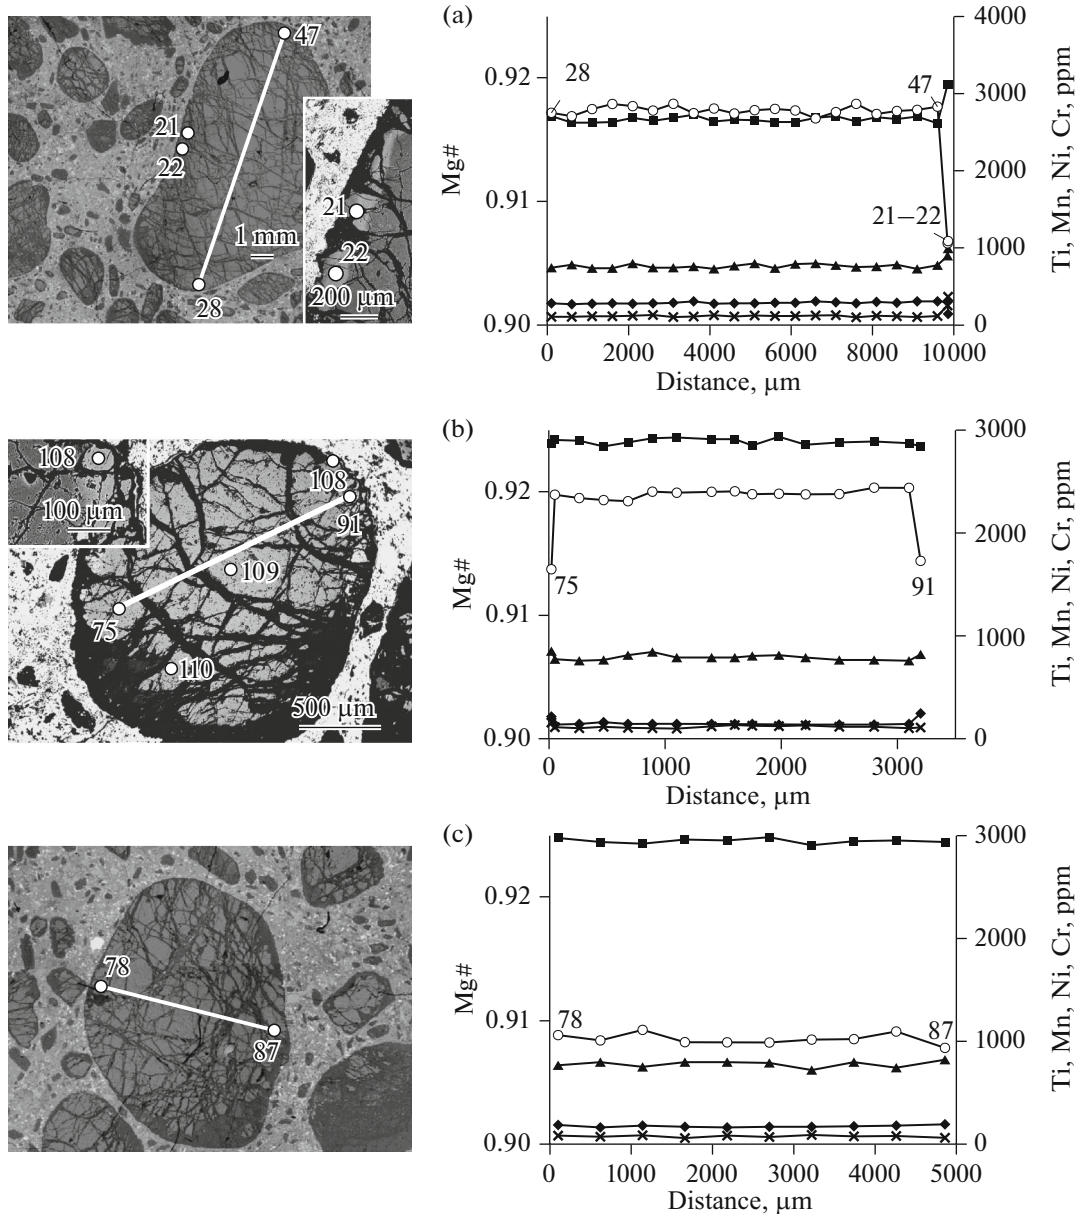 (a)
47
21
22
1 mm
28
21
22
200 µm
Mg#
0.92
0.91
0.90
28
47
21–22
4000
3000
2000
1000
0
Ti, Mn, Ni, Cr, ppm
0 2000 4000 6000 8000 10000
Distance, µm
(b)
108
100 µm
108
91
109
75
110
500 µm
Mg#
0.92
0.91
0.90
75
91
3000
2000
1000
0
Ti, Mn, Ni, Cr, ppm
0 1000 2000 3000
Distance, µm
(c)
78
87
Mg#
0.92
0.91
0.90
78
87
3000
2000
1000
0
Ti, Mn, Ni, Cr, ppm
0 1000 2000 3000 4000 5000
Distance, µm